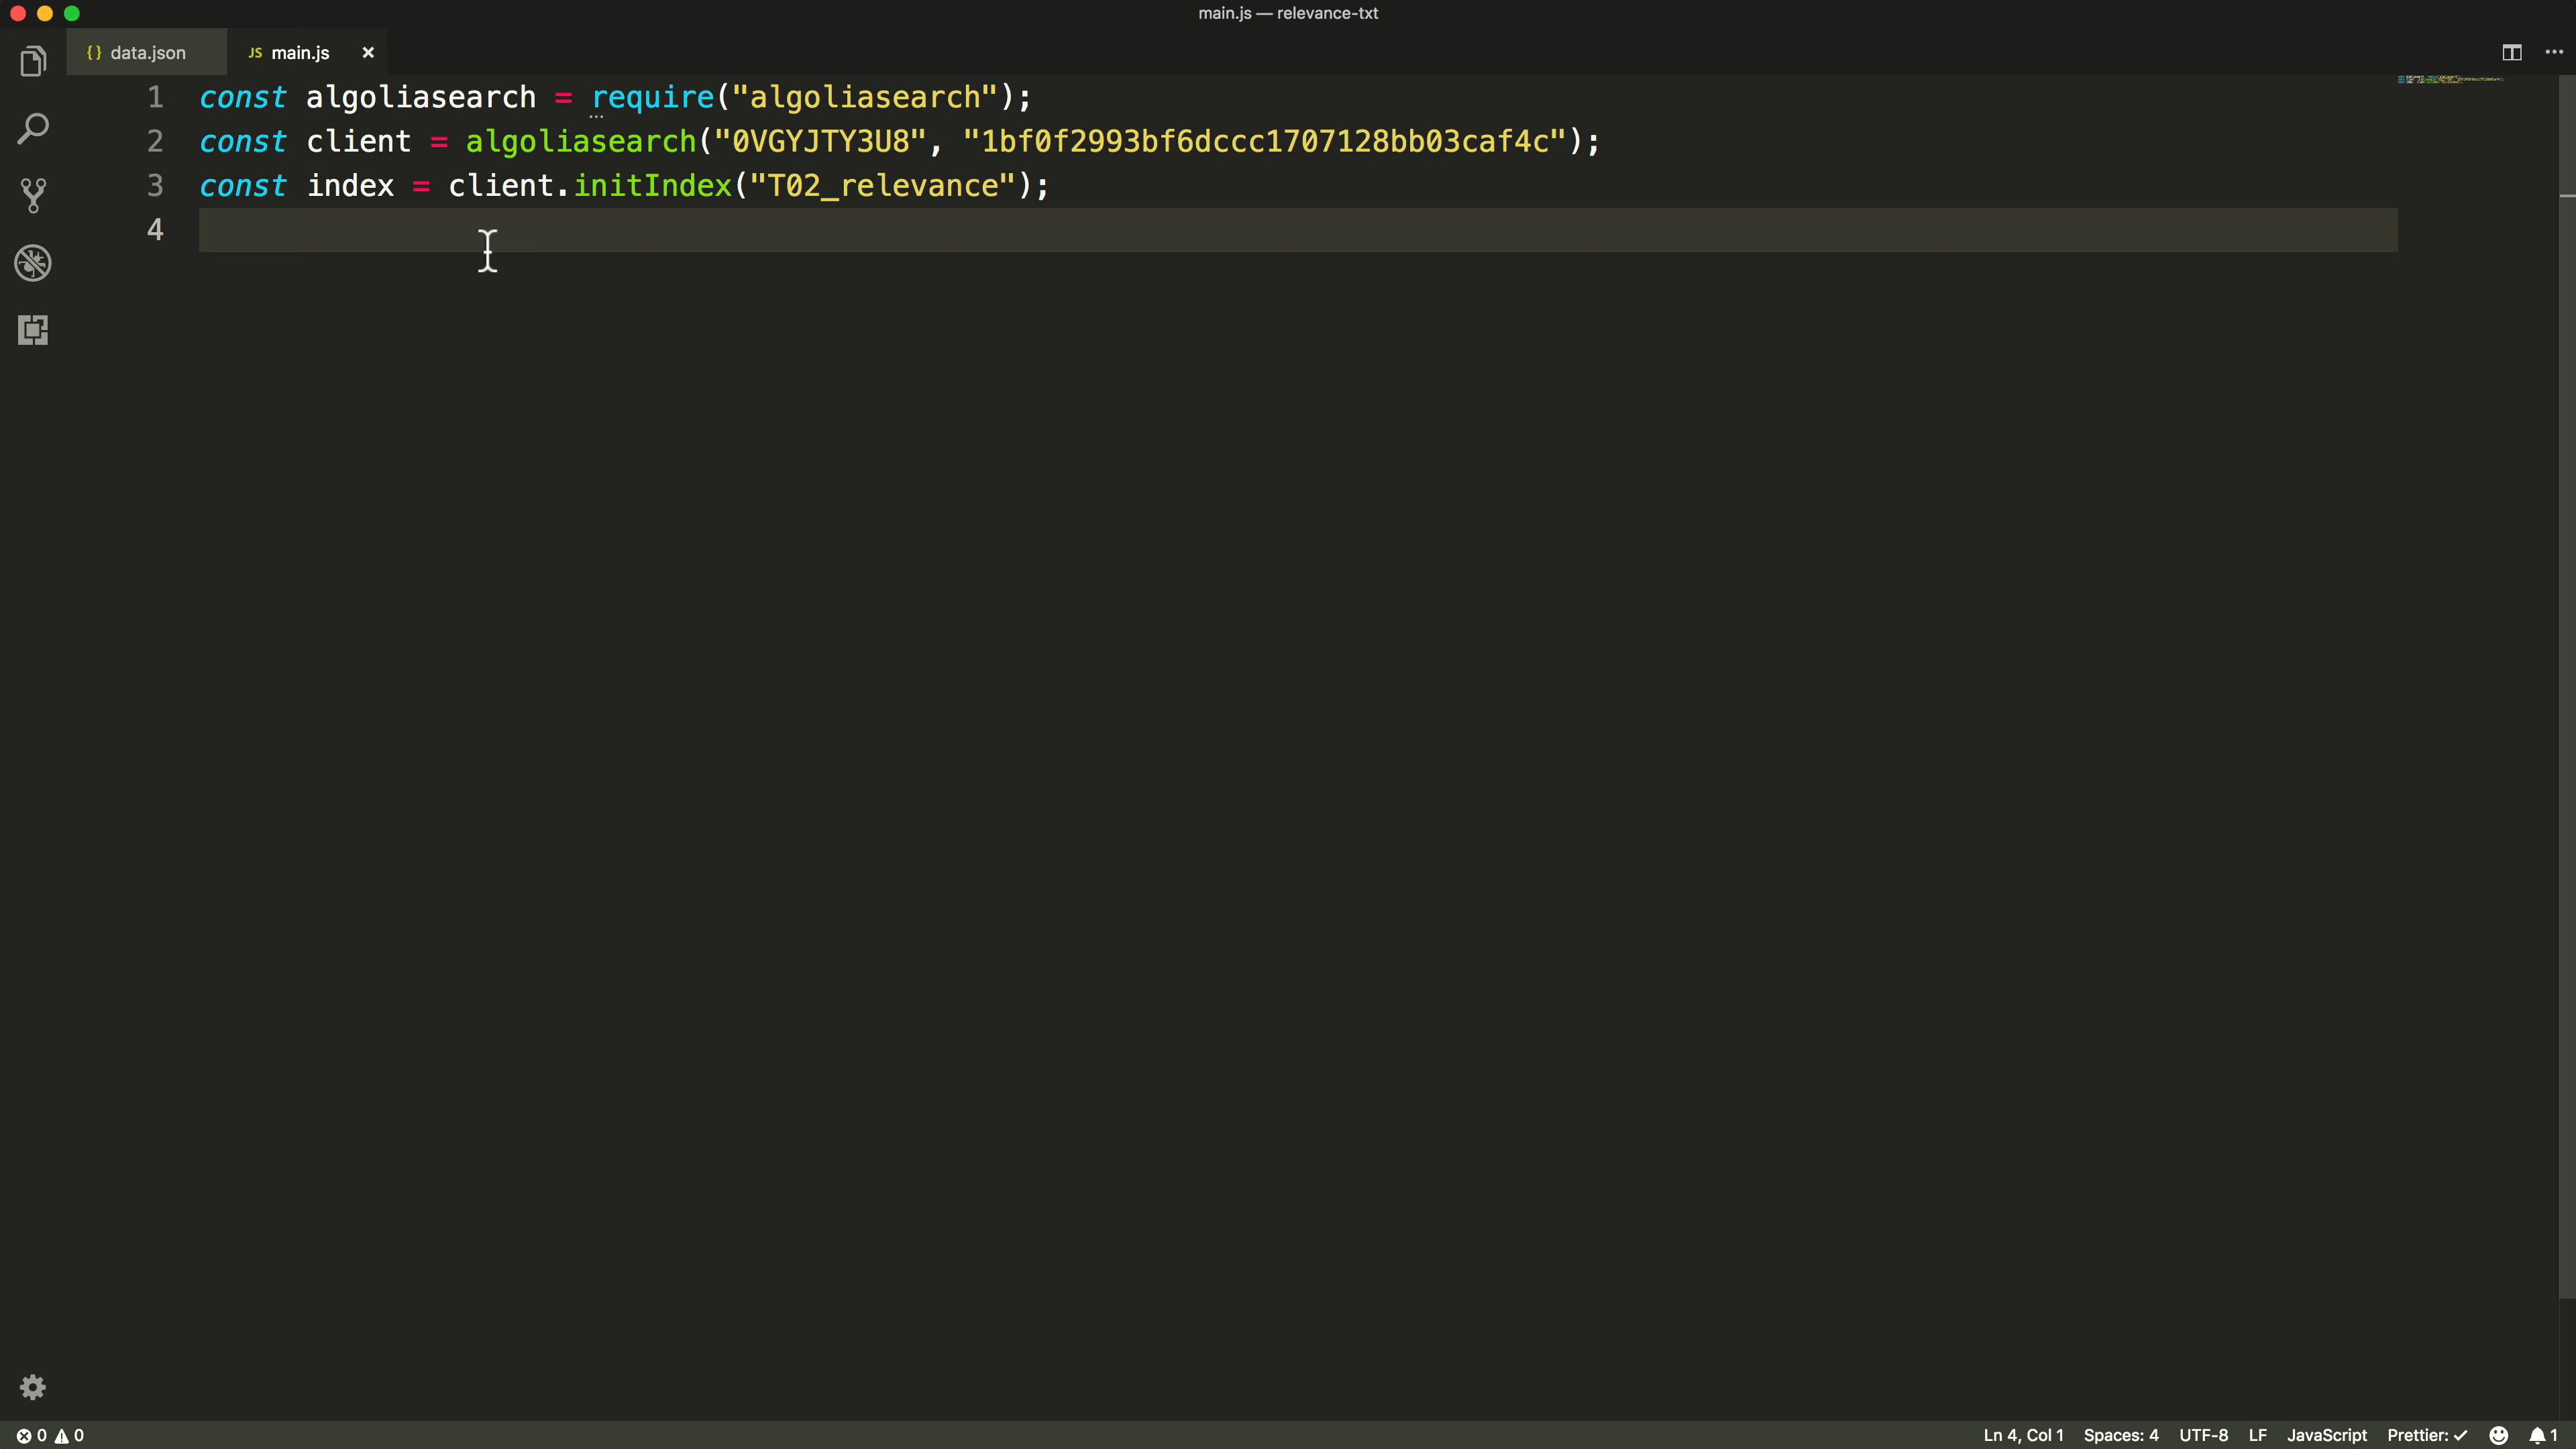 main.js — relevance-txt
{} data.json JS main.js
1 const algoliasearch = require("algoliasearch");
2 const client = algoliasearch("0VGYJTY3U8", "1bf0f2993bf6dccc1707128bb03caf4c");
3 const index = client.initIndex("T02_relevance");
4
0 0 Ln 4, Col 1 Spaces: 4 UTF-8 LF JavaScript Prettier: ✓ 1